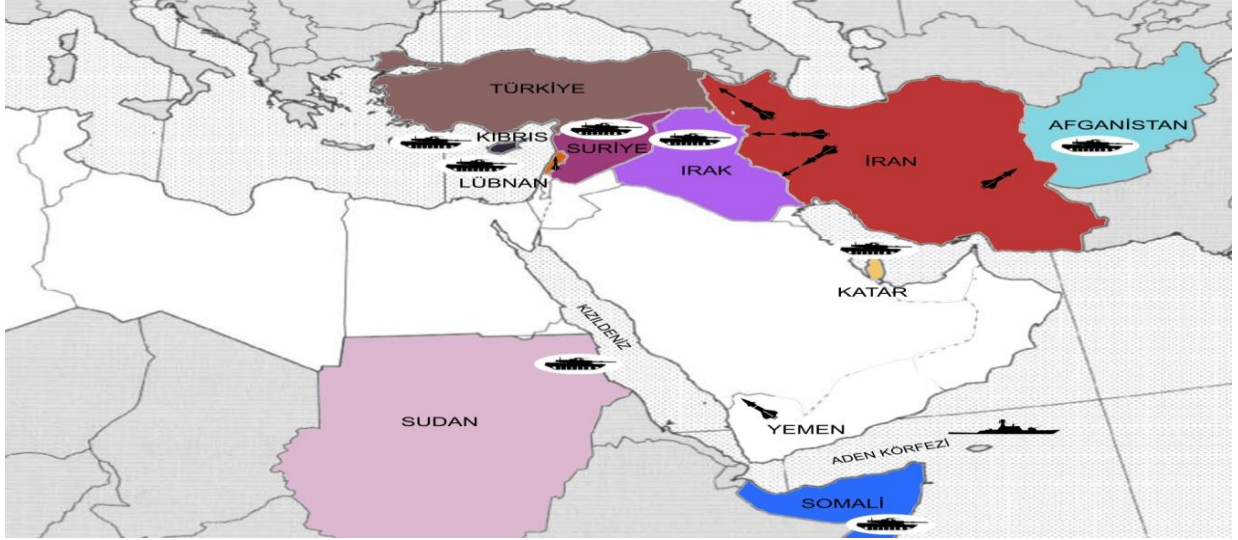 TÜRKİYE
AFGANİSTAN
KIBRIS
SURİYE
İRAN
IRAK
LÜBNAN
KATAR
KIZILDENİZ
SUDAN
YEMEN
ADEN KÖRFEZİ
SOMALİ